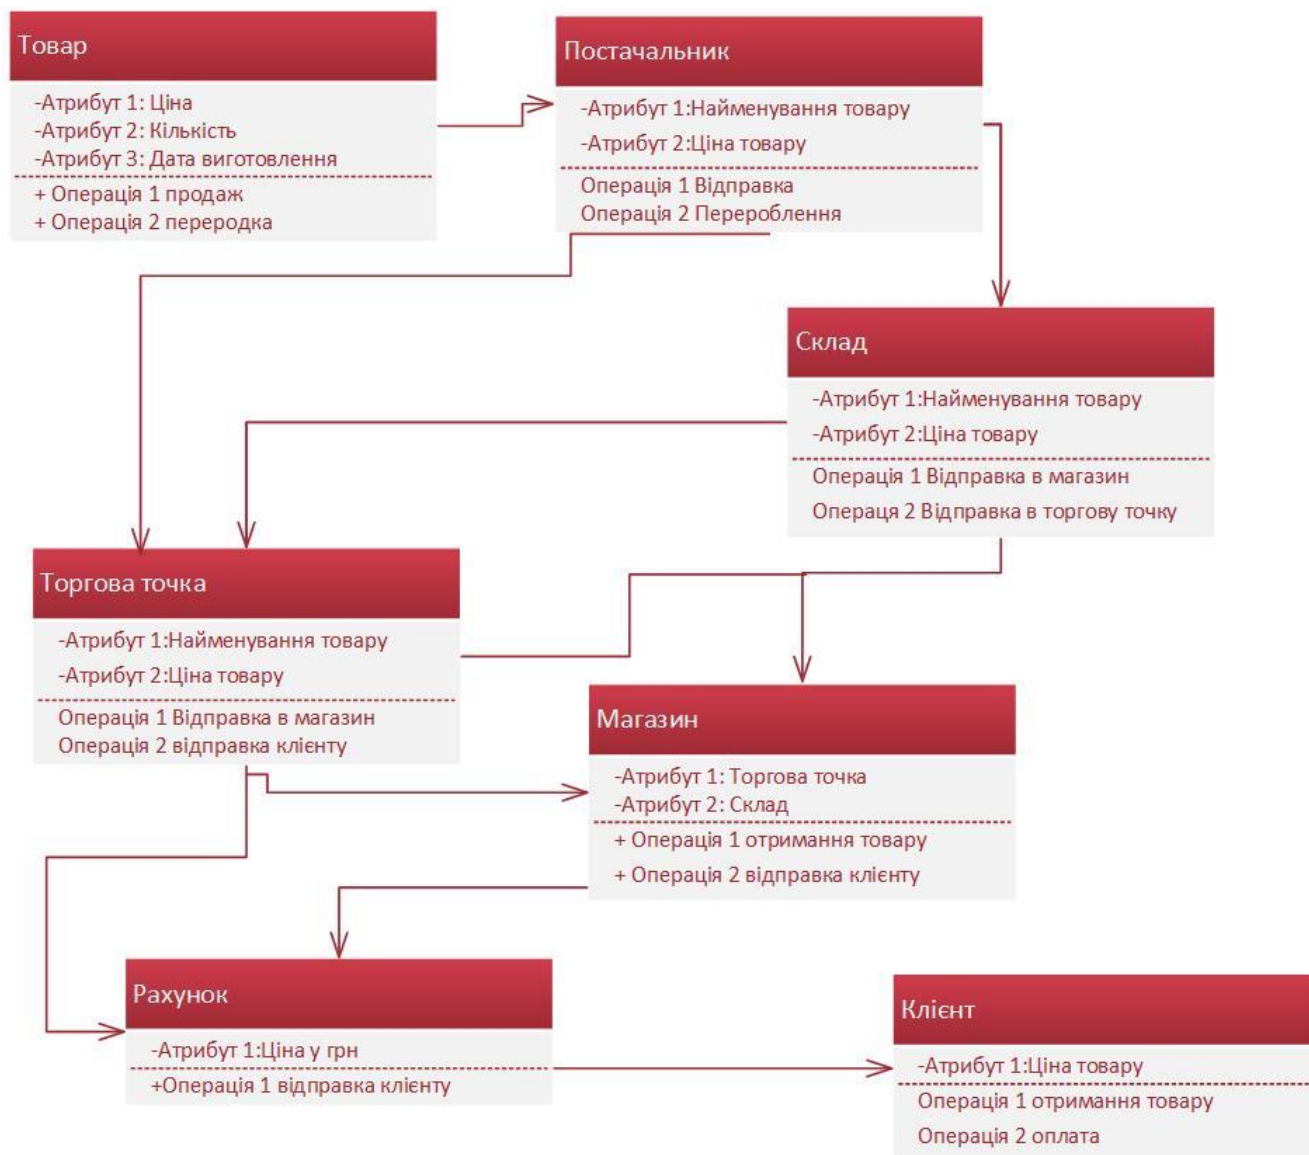 Товар
-Атрибут 1: Ціна
-Атрибут 2: Кількість
-Атрибут 3: Дата виготовлення
+ Операція 1 продаж
+ Операція 2 переродка
Постачальник
-Атрибут 1:Найменування товару
-Атрибут 2:Ціна товару
Операція 1 Відправка
Операція 2 Перероблення
Склад
-Атрибут 1:Найменування товару
-Атрибут 2:Ціна товару
Операція 1 Відправка в магазин
Операця 2 Відправка в торгову точку
Торгова точка
-Атрибут 1:Найменування товару
-Атрибут 2:Ціна товару
Операція 1 Відправка в магазин
Операція 2 відправка клієнту
Магазин
-Атрибут 1: Торгова точка
-Атрибут 2: Склад
+ Операція 1 отримання товару
+ Операція 2 відправка клієнту
Рахунок
-Атрибут 1:Ціна у грн
+Операція 1 відправка клієнту
Клієнт
-Атрибут 1:Ціна товару
Операція 1 отримання товару
Операція 2 оплата